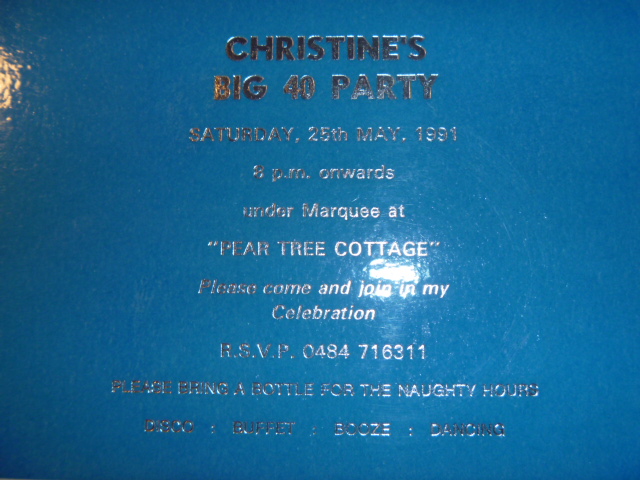 CHRISTINE'S
BIG 40 PARTY
SATURDAY, 25th MAY, 1991
8 p.m. onwards
under Marquee at
"PEAR TREE COTTAGE"
Please come and join in my
Celebration
R.S.V.P. 0484 716311
PLEASE BRING A BOTTLE FOR THE NAUGHTY HOURS
DISCO : BUFFET : BOOZE : DANCING